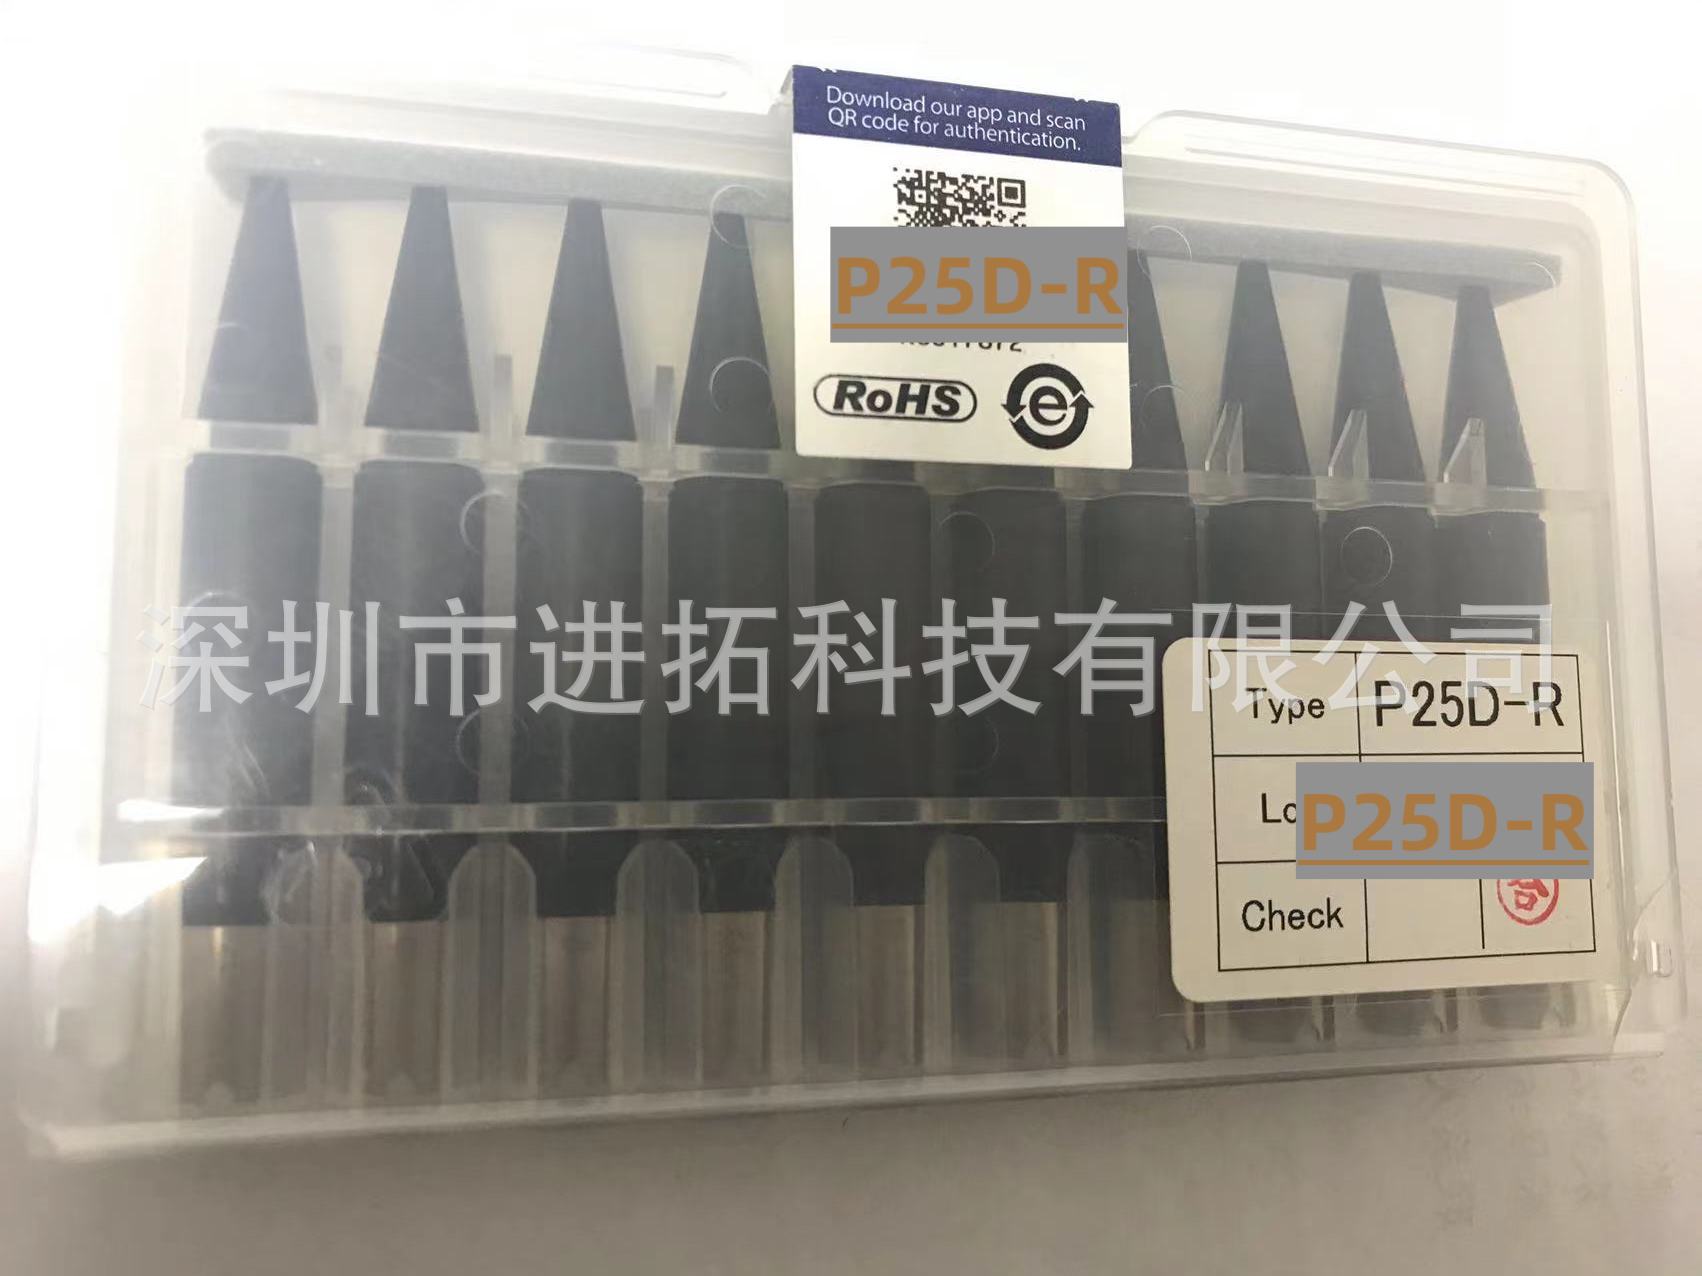 Download our app and scan
QR code for authentication.
P25D-R
RoHS
e
深圳市进拓科技有限公司
Type P25D-R
P25D-R
Check